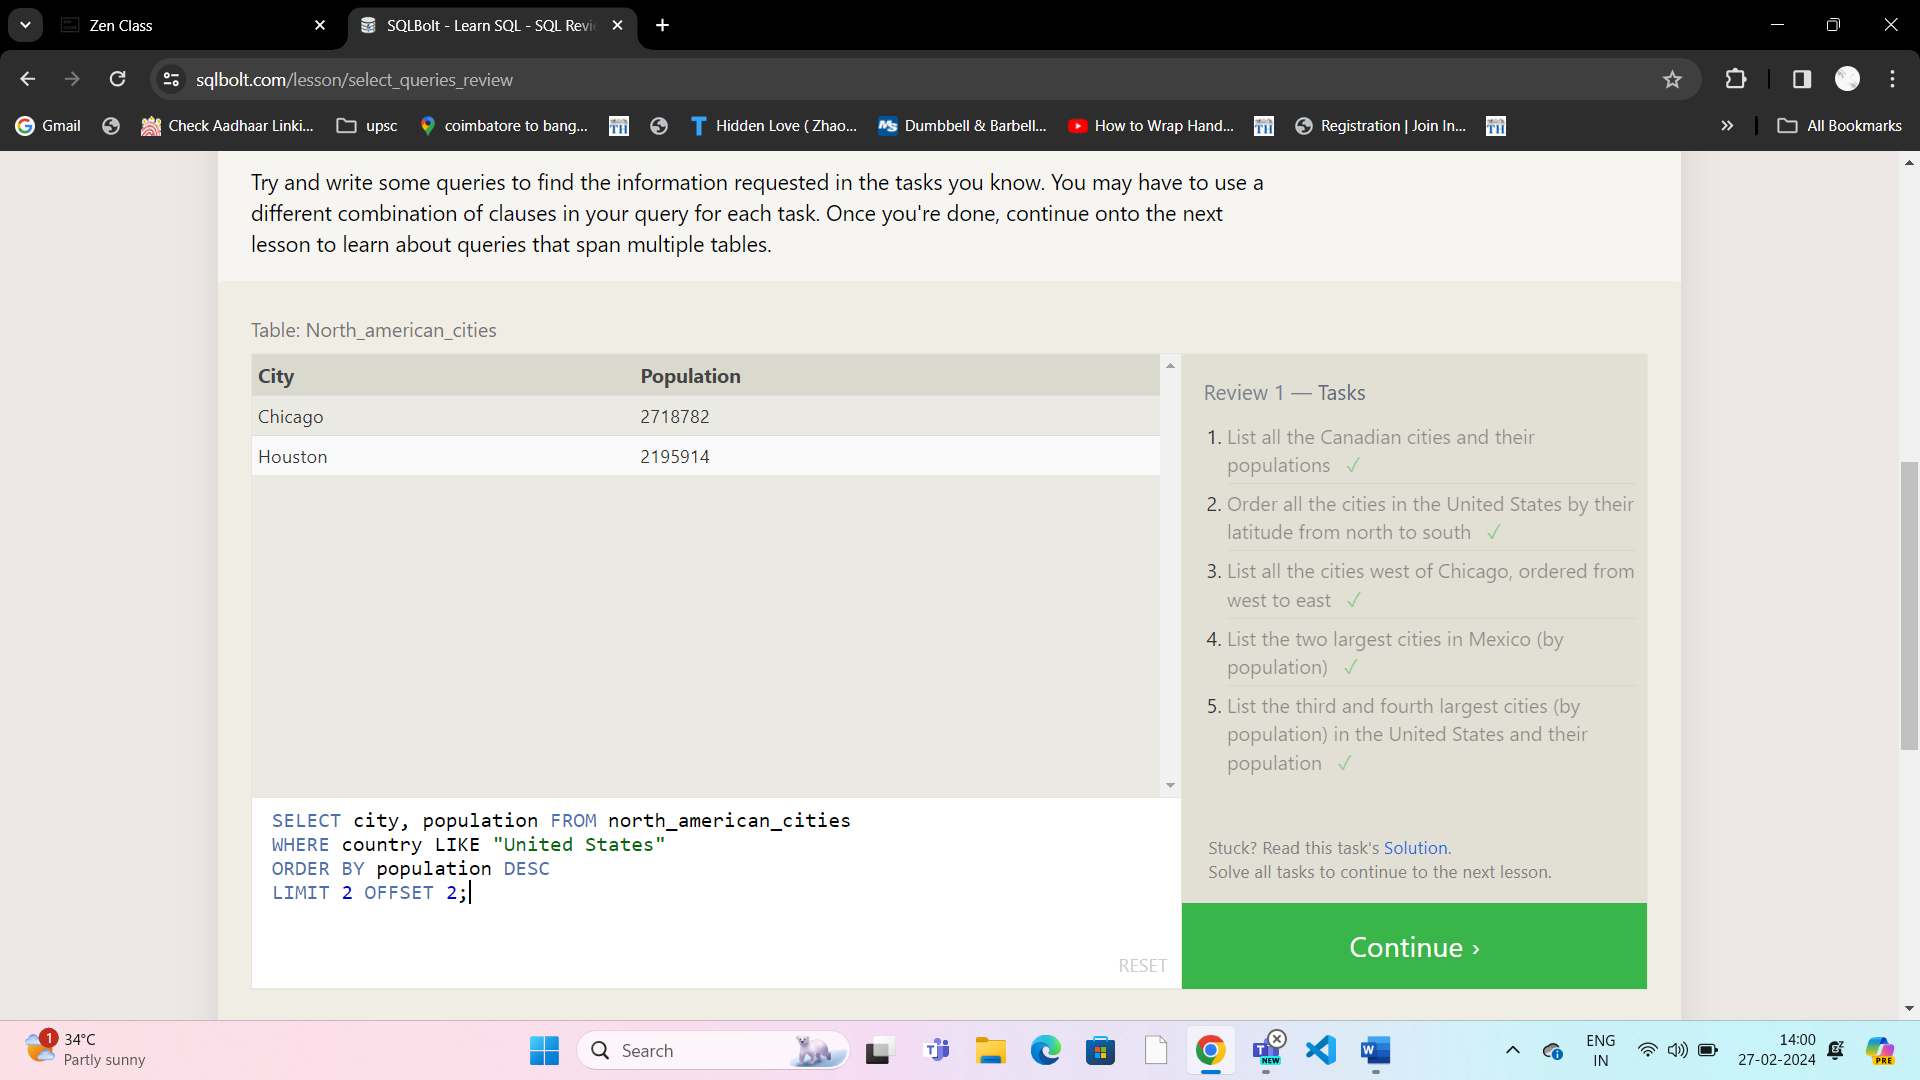 Zen Class
SQLBolt - Learn SQL - SQL Revi
sqlbolt.com/lesson/select_queries_review
Gmail
Check Aadhaar Linki...
upsc
coimbatore to bang...
TH
Hidden Love ( Zhao...
Dumbbell & Barbell...
How to Wrap Hand...
TH
Registration | Join In...
TH
All Bookmarks
Try and write some queries to find the information requested in the tasks you know. You may have to use a
different combination of clauses in your query for each task. Once you're done, continue onto the next
lesson to learn about queries that span multiple tables.
Table: North_american_cities
City Population
Chicago 2718782
Houston 2195914
SELECT city, population FROM north_american_cities
WHERE country LIKE "United States"
ORDER BY population DESC
LIMIT 2 OFFSET 2;
RESET
Review 1 — Tasks
1. List all the Canadian cities and their
populations ✓
2. Order all the cities in the United States by their
latitude from north to south ✓
3. List all the cities west of Chicago, ordered from
west to east ✓
4. List the two largest cities in Mexico (by
population) ✓
5. List the third and fourth largest cities (by
population) in the United States and their
population ✓
Stuck? Read this task's Solution.
Solve all tasks to continue to the next lesson.
Continue ›
1
34°C
Partly sunny
Search
NEW
ENG
IN
14:00
27-02-2024
PRE